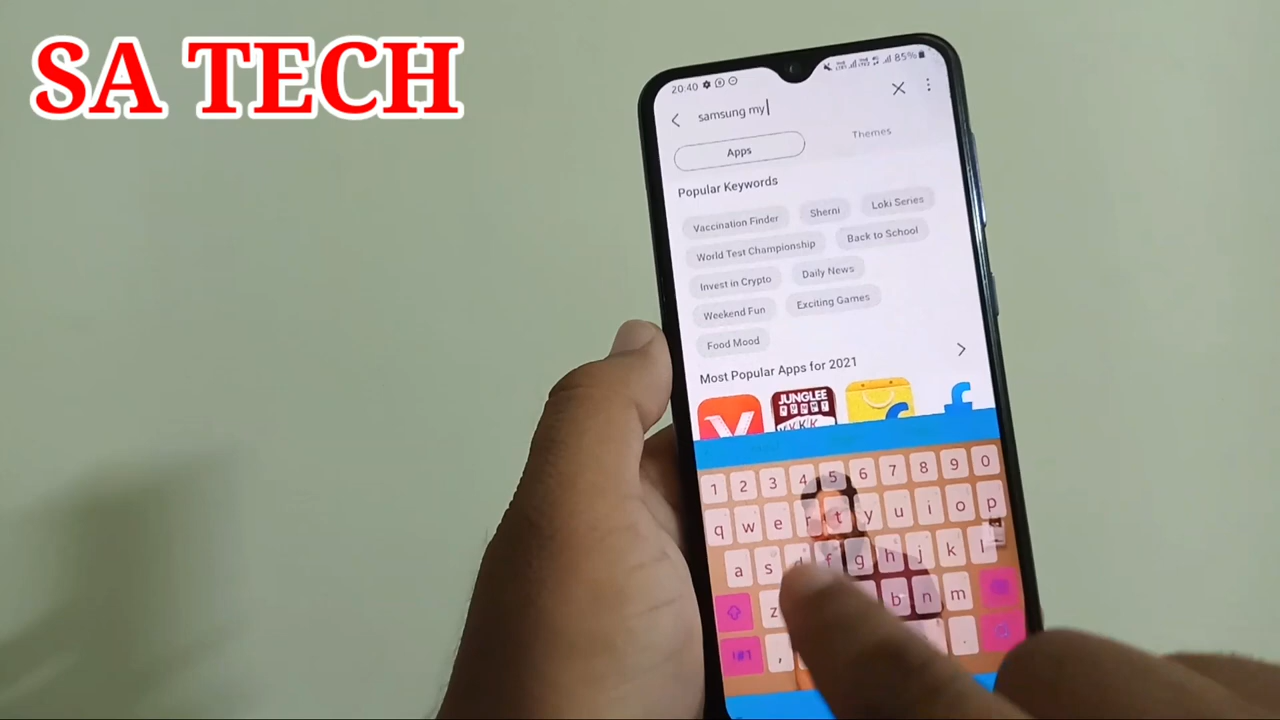 SA TECH
20:40 85%
samsung my
Apps Themes
Popular Keywords
Vaccination Finder Sherni Loki Series
World Test Championship Back to School
Invest in Crypto Daily News
Weekend Fun Exciting Games
Food Mood
Most Popular Apps for 2021
JUNGLEE
1 2 3 4 5 6 7 8 9 0
q w e r t y u i o p
a s d f g h j k l
z b n m
!#1 , .